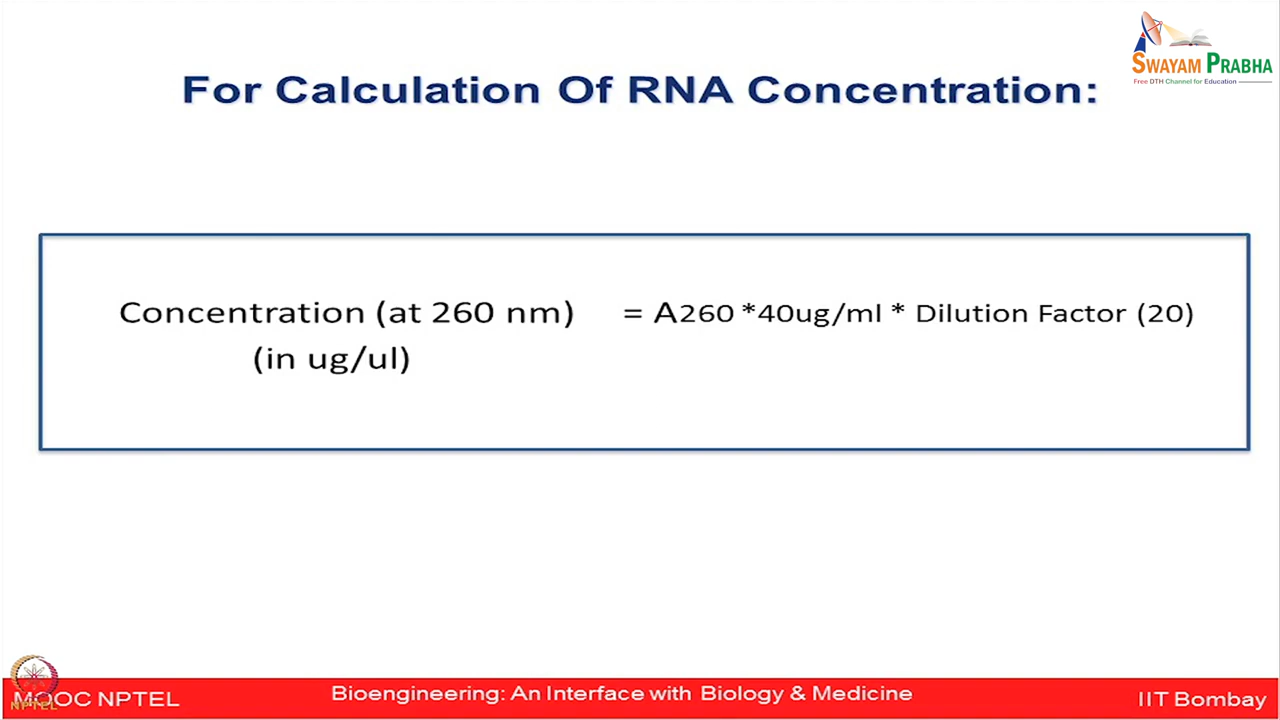 SWAYAM PRABHA
Free DTH Channel for Education
For Calculation Of RNA Concentration:
Concentration (at 260 nm) = A260 *40ug/ml * Dilution Factor (20)
(in ug/ul)
MOOC NPTEL
NPTEL
Bioengineering: An Interface with Biology & Medicine
IIT Bombay